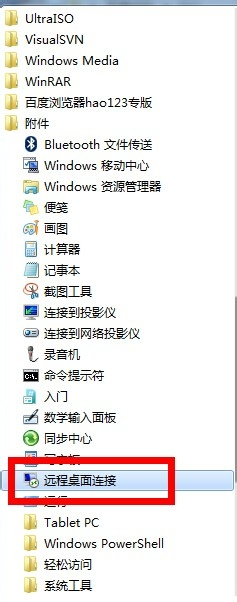 UltraISO
VisualSVN
Windows Media
WinRAR
百度浏览器hao123专版
附件
Bluetooth 文件传送
Windows 移动中心
Windows 资源管理器
便笺
画图
计算器
记事本
截图工具
连接到投影仪
连接到网络投影仪
录音机
命令提示符
入门
数学输入面板
同步中心
远程桌面连接
Tablet PC
Windows PowerShell
轻松访问
系统工具